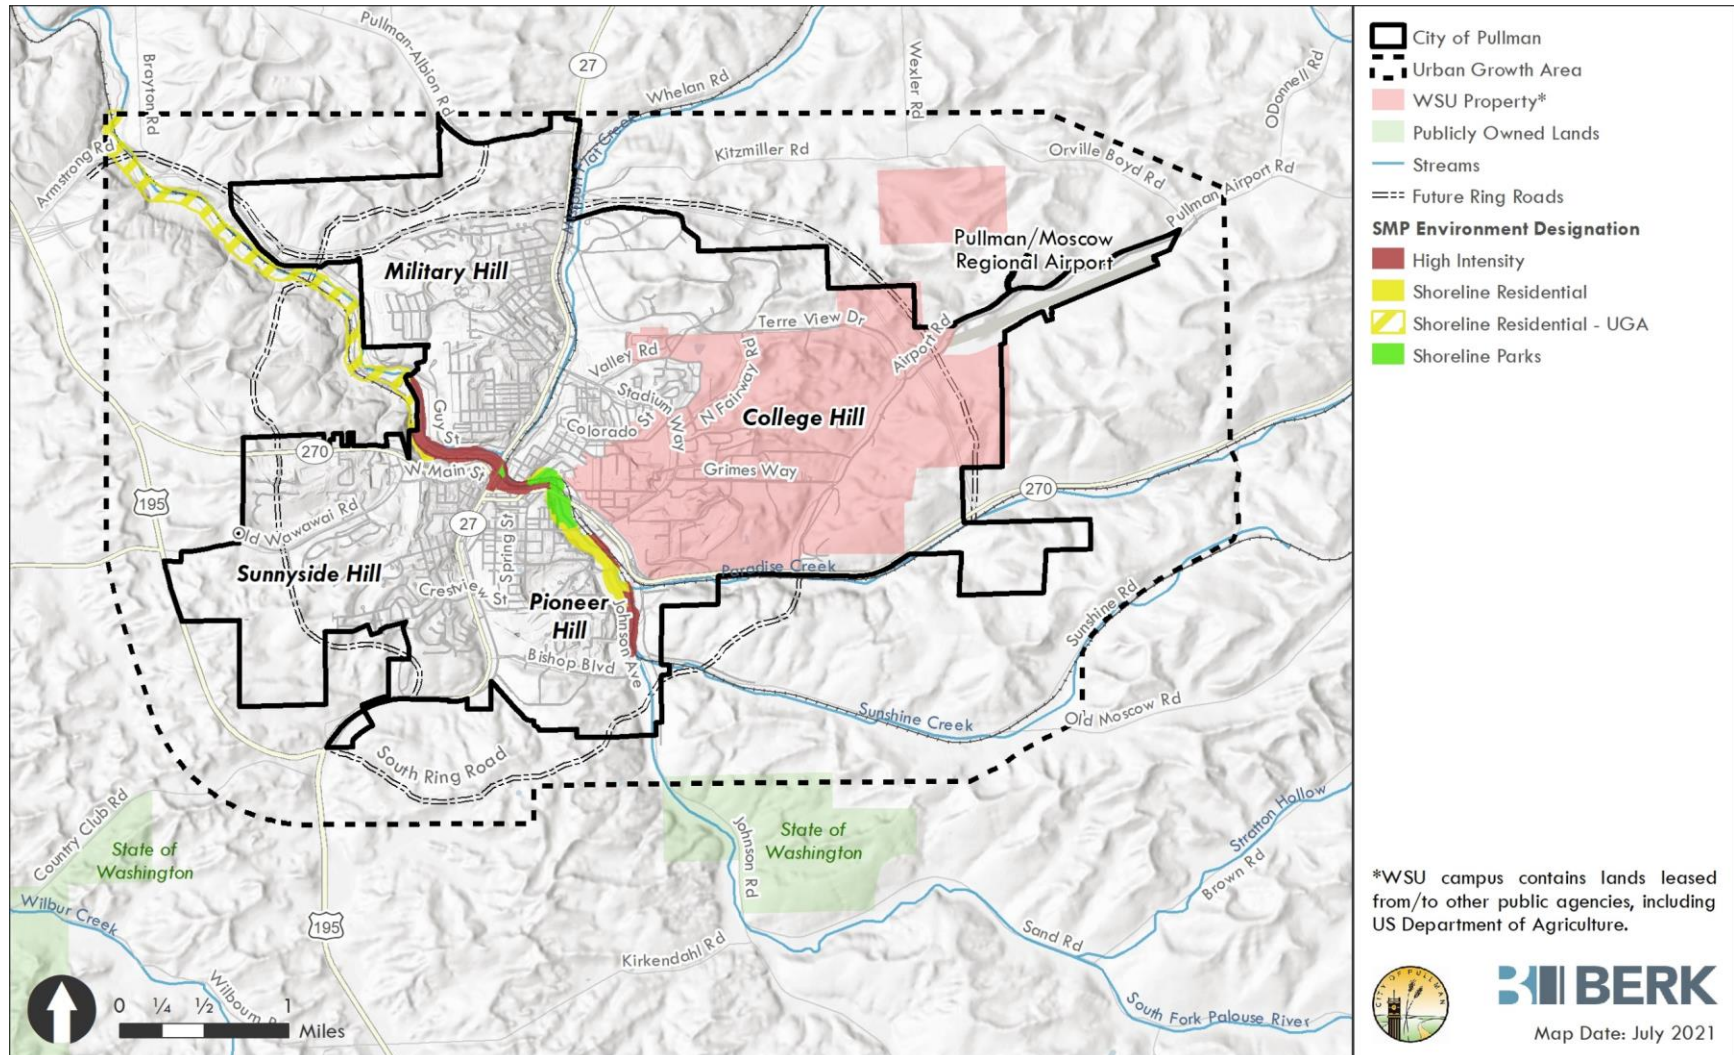 Pullman-Albion Rd
Brayton Rd
27
Whelan Rd
Wexler Rd
ODonnell Rd
Armstrong Rd
Missouri Flat Creek
Kitzmiller Rd
Orville Boyd Rd
Pullman Airport Rd
Pullman/Moscow
Regional Airport
Military Hill
Terre View Dr
Airport Rd
Valley Rd
N Fairway Rd
Stadium Way
Guy St
Colorado St
College Hill
270
W Main St
Grimes Way
270
195
27
Old Wawawai Rd
Spring St
Sunnyside Hill
Crestview St
Paradise Creek
Pioneer
Hill
Johnson Ave
Sunshine Rd
Bishop Blvd
Sunshine Creek
Old Moscow Rd
South Ring Road
Country Club Rd
State of
Washington
State of
Washington
Johnson Rd
Stratton Hollow
Brown Rd
Wilbur Creek
195
Kirkendahl Rd
Sand Rd
South Fork Palouse River
0 ¼ ½ 1
Miles
City of Pullman
Urban Growth Area
WSU Property*
Publicly Owned Lands
Streams
Future Ring Roads
SMP Environment Designation
High Intensity
Shoreline Residential
Shoreline Residential - UGA
Shoreline Parks
*WSU campus contains lands leased
from/to other public agencies, including
US Department of Agriculture.
CITY OF PULLMAN
BERK
Map Date: July 2021